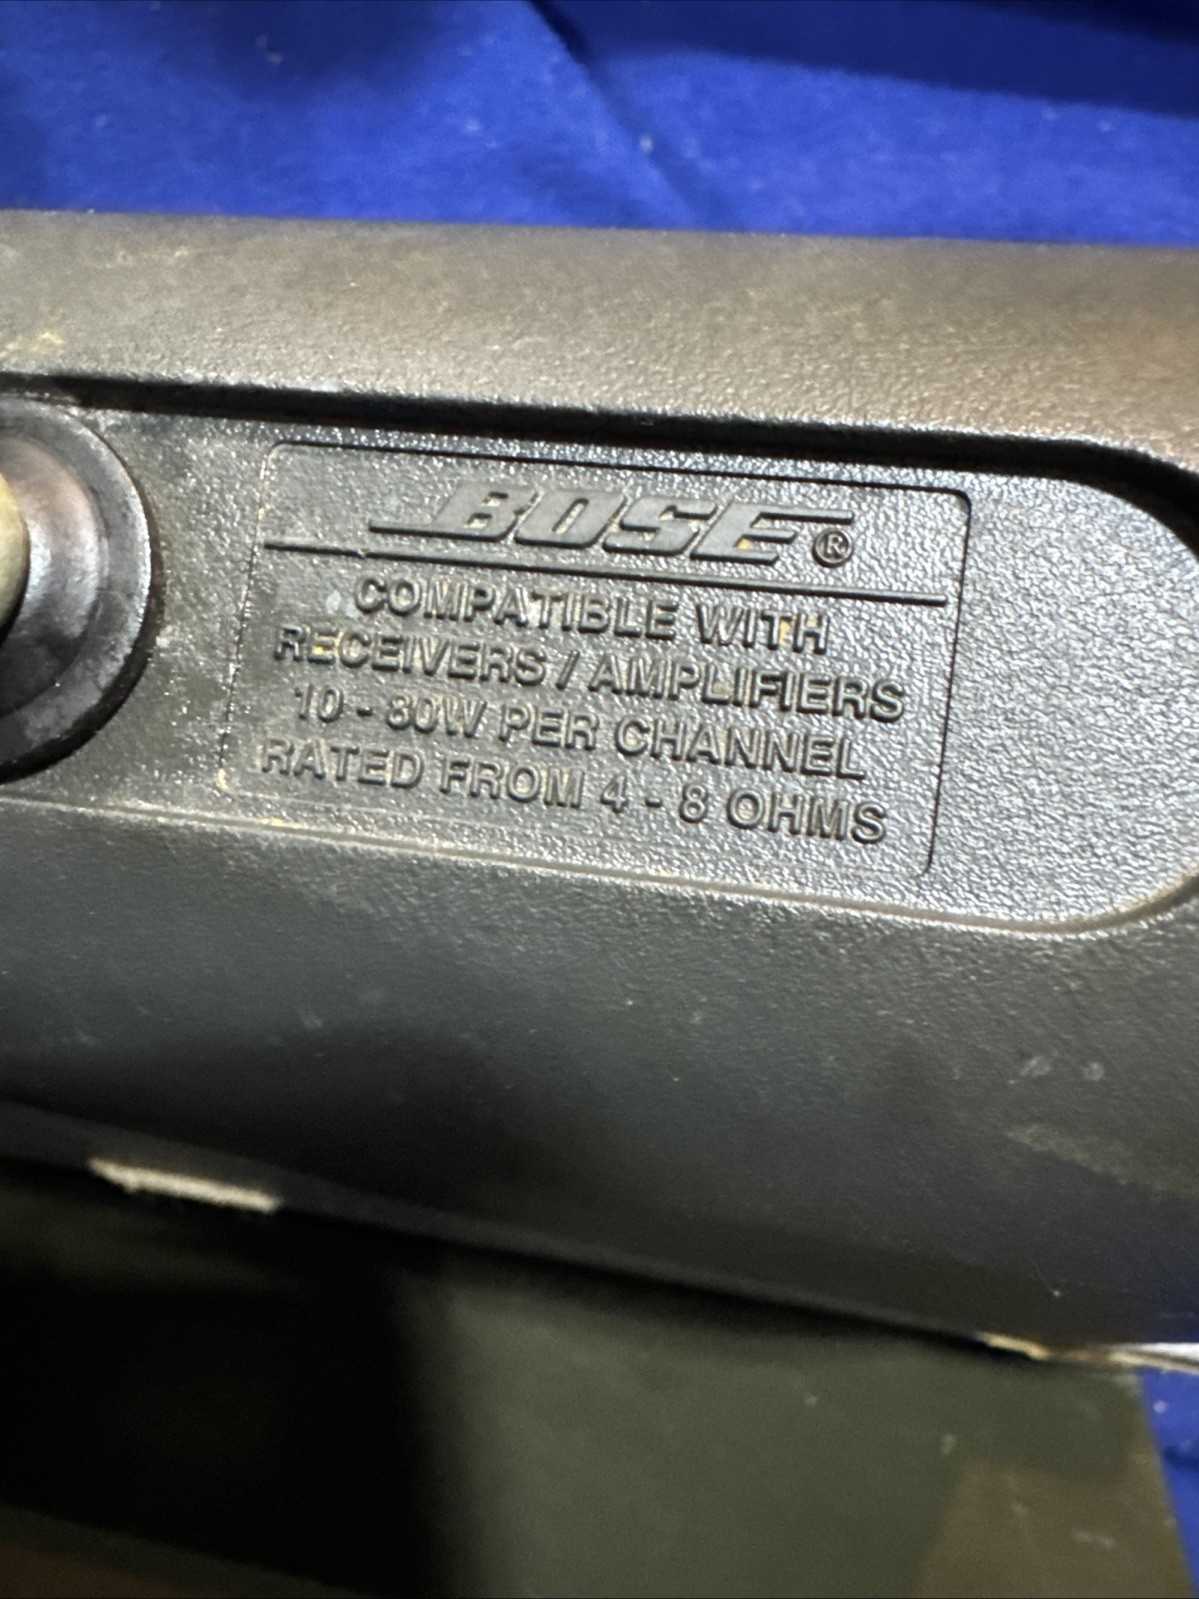 BOSE®
COMPATIBLE WITH
RECEIVERS / AMPLIFIERS
10 - 80W PER CHANNEL
RATED FROM 4 - 8 OHMS